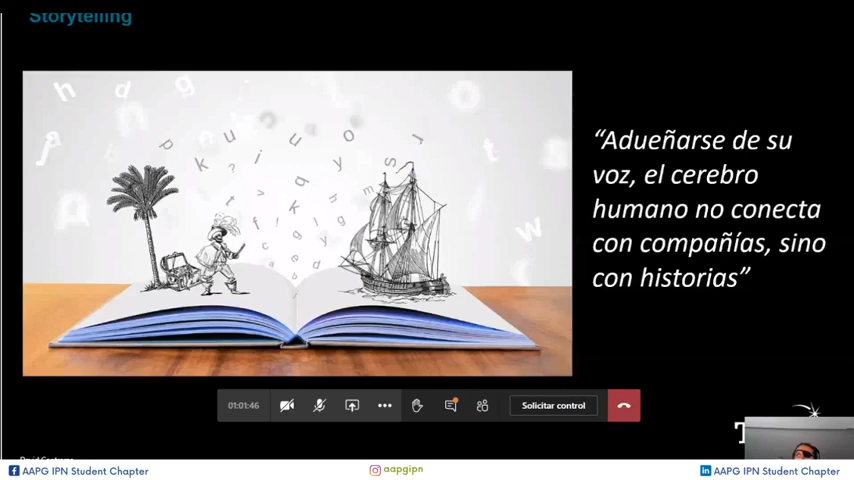 Storytelling
“Adueñarse de su
voz, el cerebro
humano no conecta
con compañías, sino
con historias”
01:01:46
Solicitar control
AAPG IPN Student Chapter
aapgipn
AAPG IPN Student Chapter